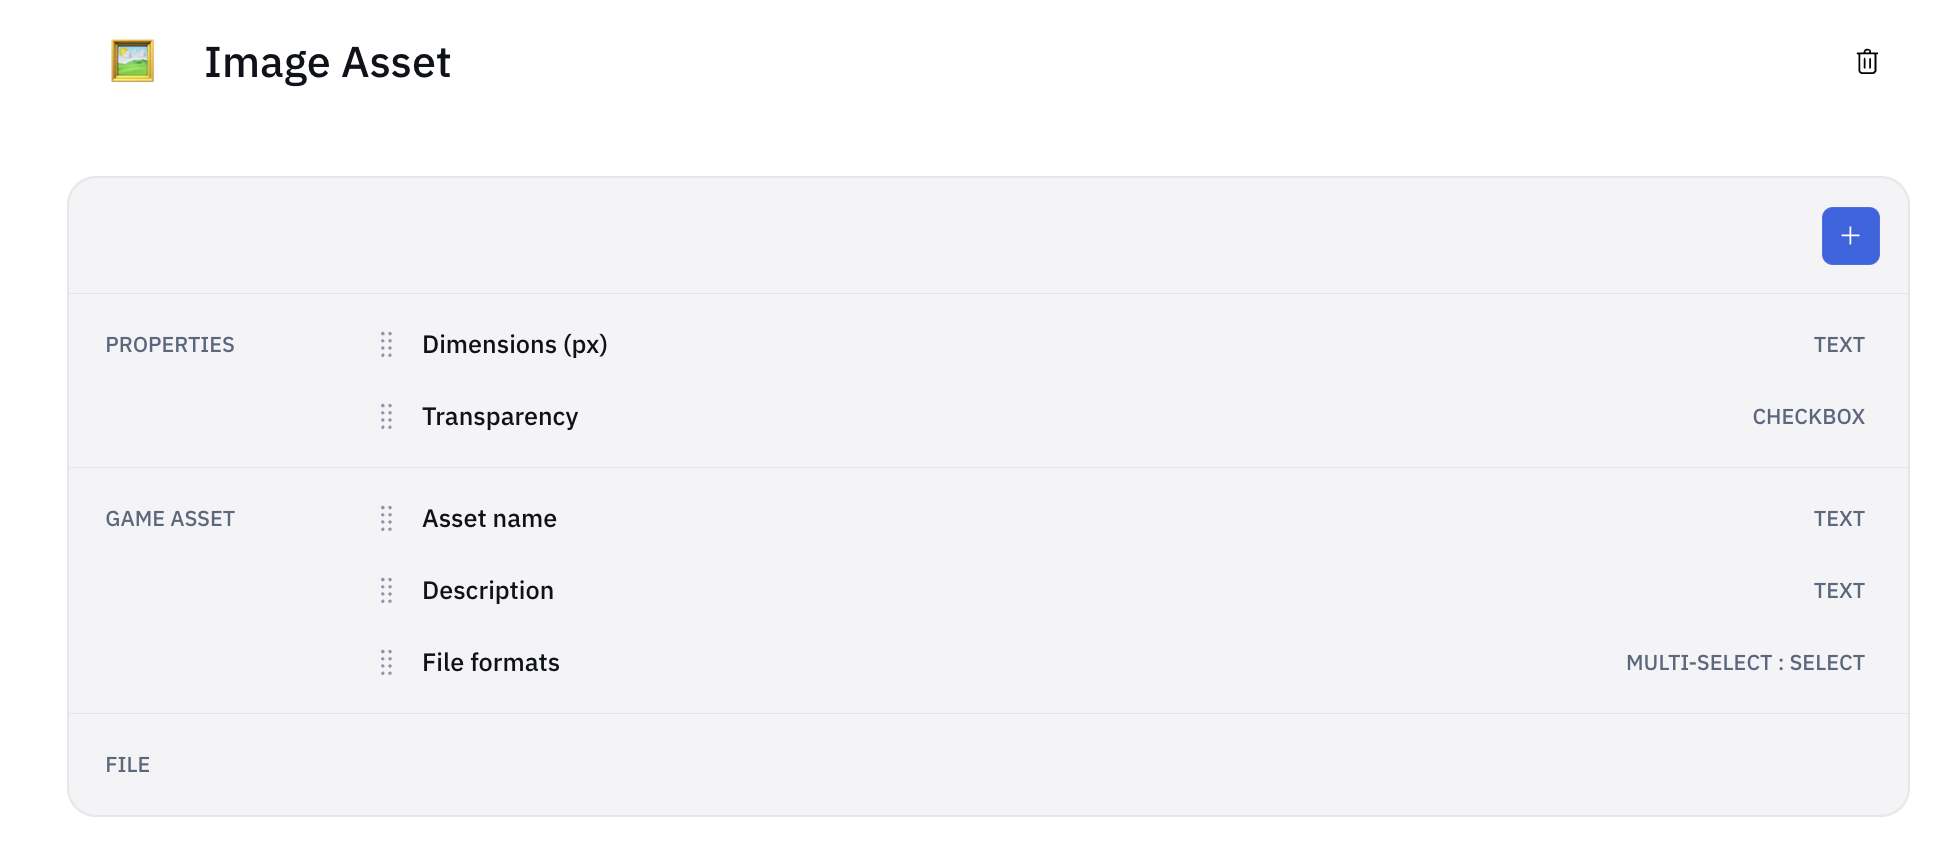 Image Asset
PROPERTIES
Dimensions (px)
TEXT
Transparency
CHECKBOX
GAME ASSET
Asset name
TEXT
Description
TEXT
File formats
MULTI-SELECT : SELECT
FILE